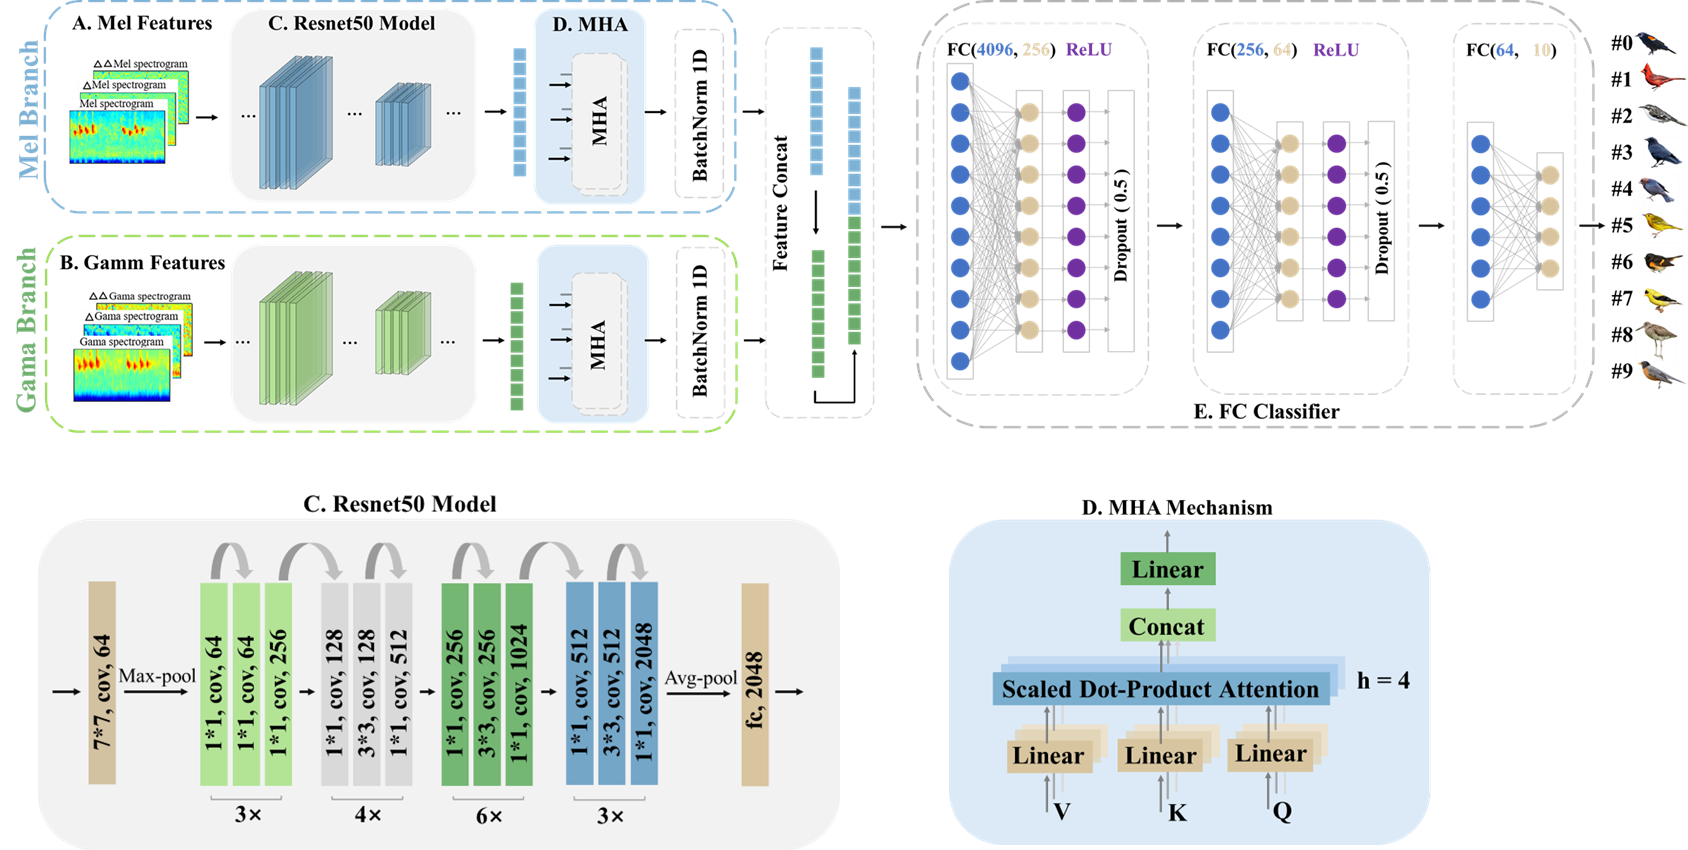 Mel Branch
A. Mel Features
△△Mel spectrogram
△Mel spectrogram
Mel spectrogram
...
C. Resnet50 Model
...
...
D. MHA
MHA
BatchNorm 1D
Gama Branch
B. Gamm Features
△△Gama spectrogram
△Gama spectrogram
Gama spectrogram
...
...
...
MHA
BatchNorm 1D
Feature Concat
FC(4096, 256) ReLU
Dropout ( 0.5 )
FC(256, 64) ReLU
Dropout ( 0.5 )
FC(64, 10)
E. FC Classifier
#0
#1
#2
#3
#4
#5
#6
#7
#8
#9
C. Resnet50 Model
7*7, cov, 64
Max-pool
1*1, cov, 64
1*1, cov, 64
1*1, cov, 256
3×
1*1, cov, 128
3*3, cov, 128
1*1, cov, 512
4×
1*1, cov, 256
3*3, cov, 256
1*1, cov, 1024
6×
1*1, cov, 512
3*3, cov, 512
1*1, cov, 2048
3×
Avg-pool
fc, 2048
D. MHA Mechanism
Linear
Concat
Scaled Dot-Product Attention
h = 4
Linear
Linear
Linear
V
K
Q